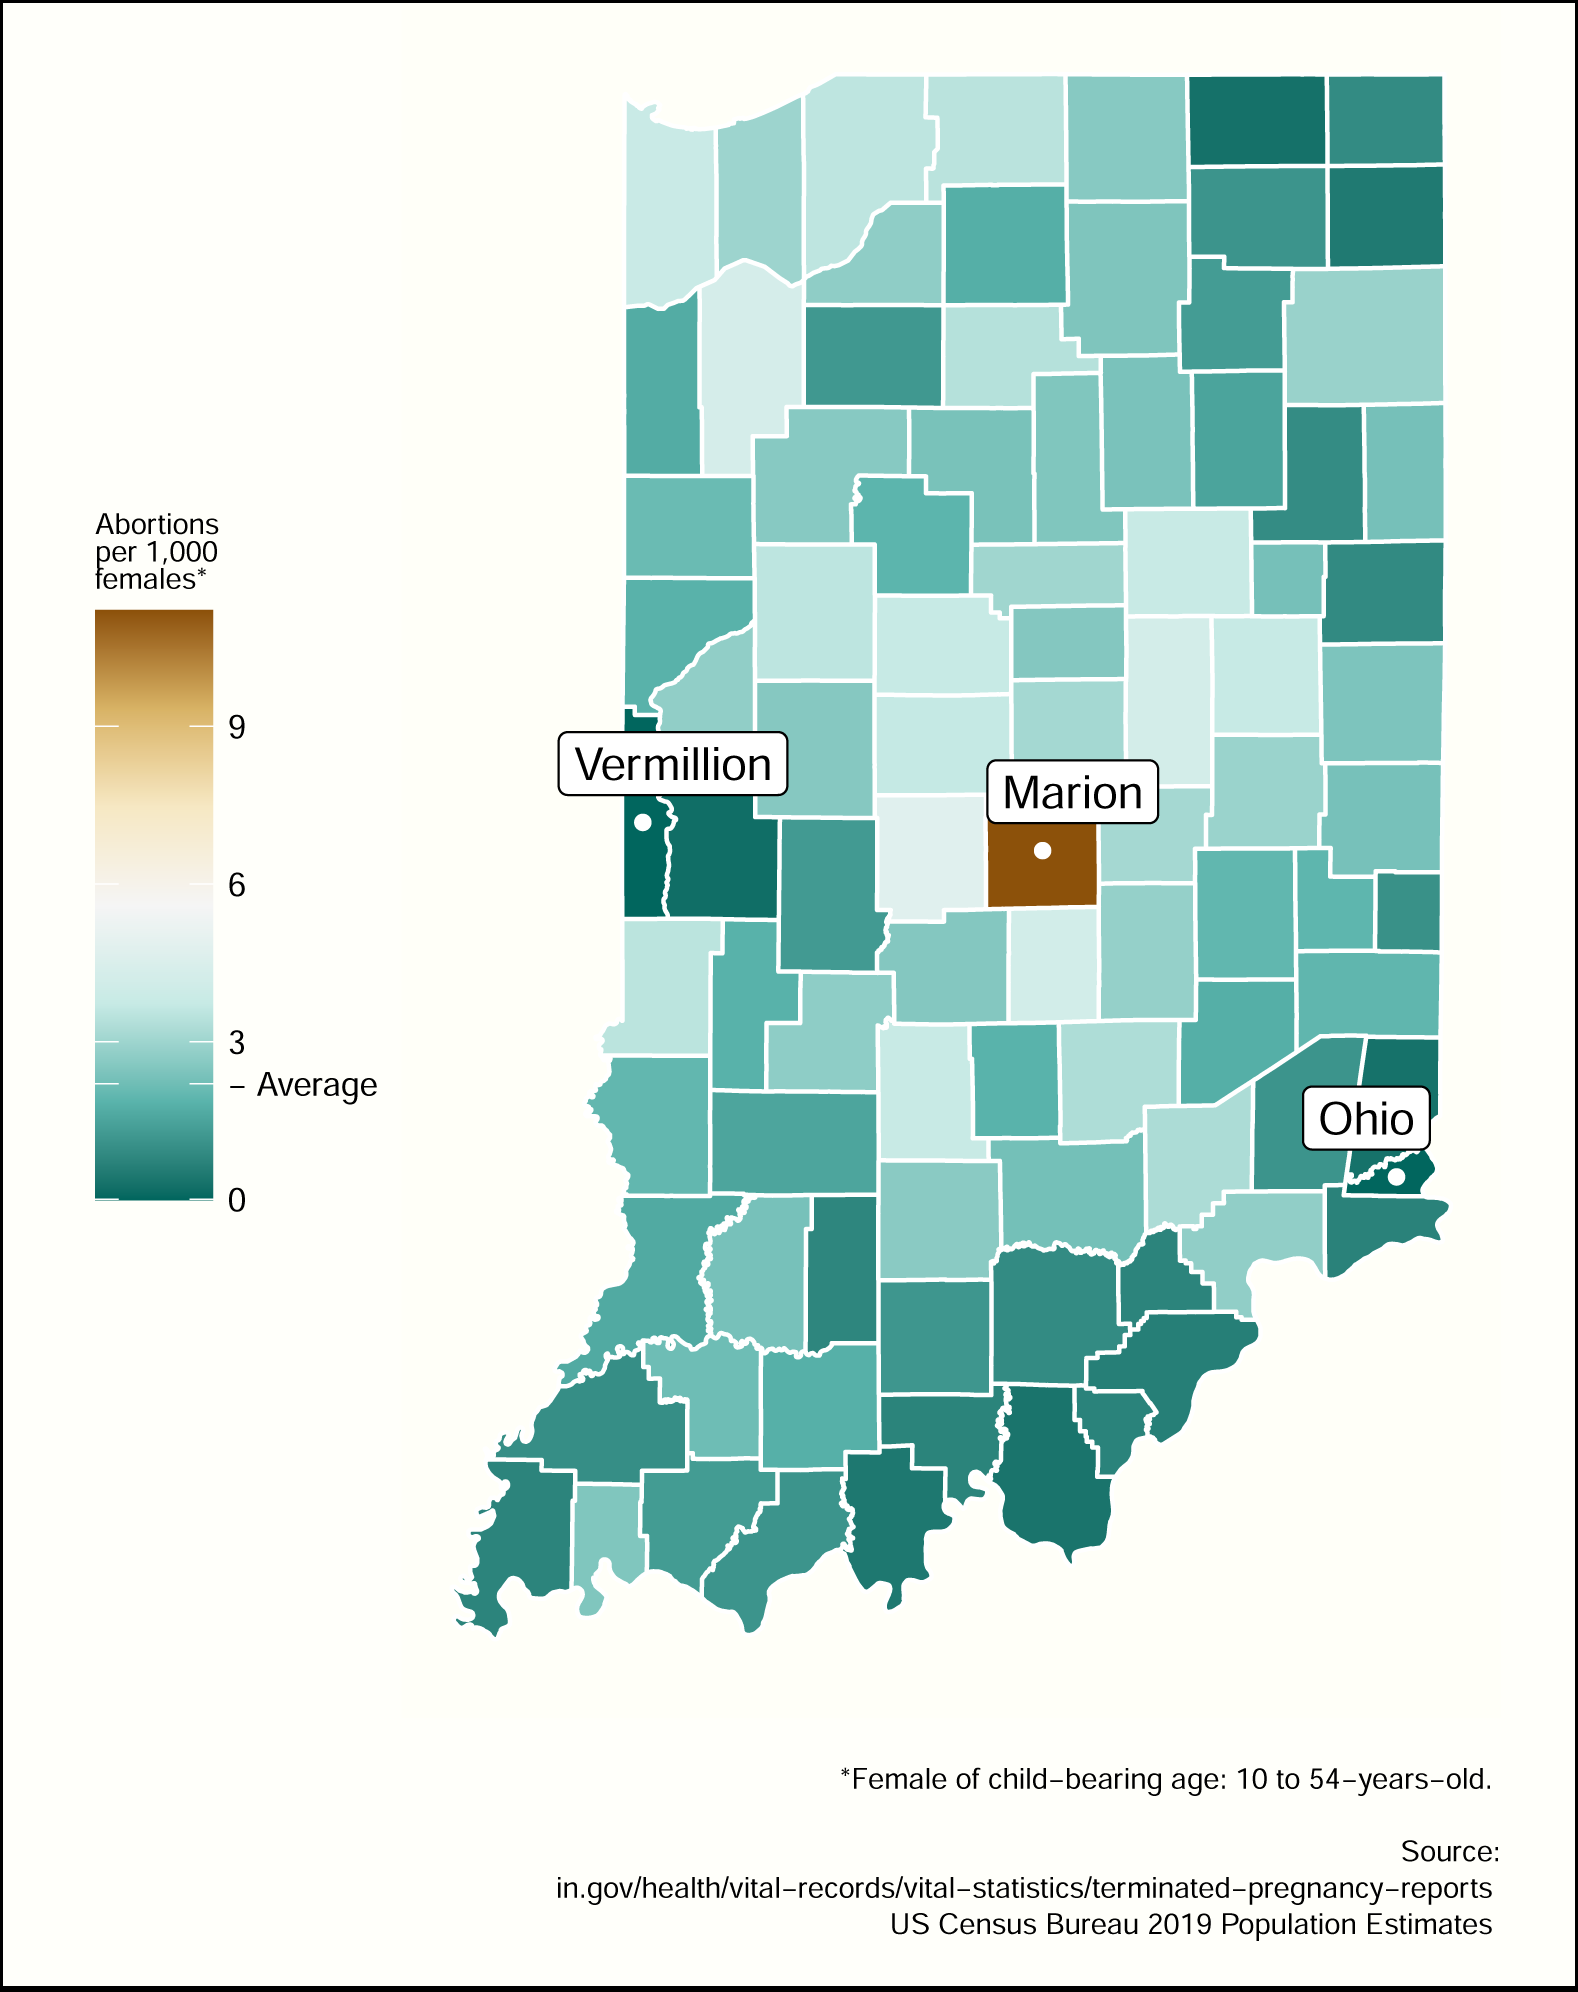 Abortions
per 1,000
females*
9
6
3
– Average
0
Vermillion
Marion
Ohio
*Female of child–bearing age: 10 to 54–years–old.
Source:
in.gov/health/vital–records/vital–statistics/terminated–pregnancy–reports
US Census Bureau 2019 Population Estimates